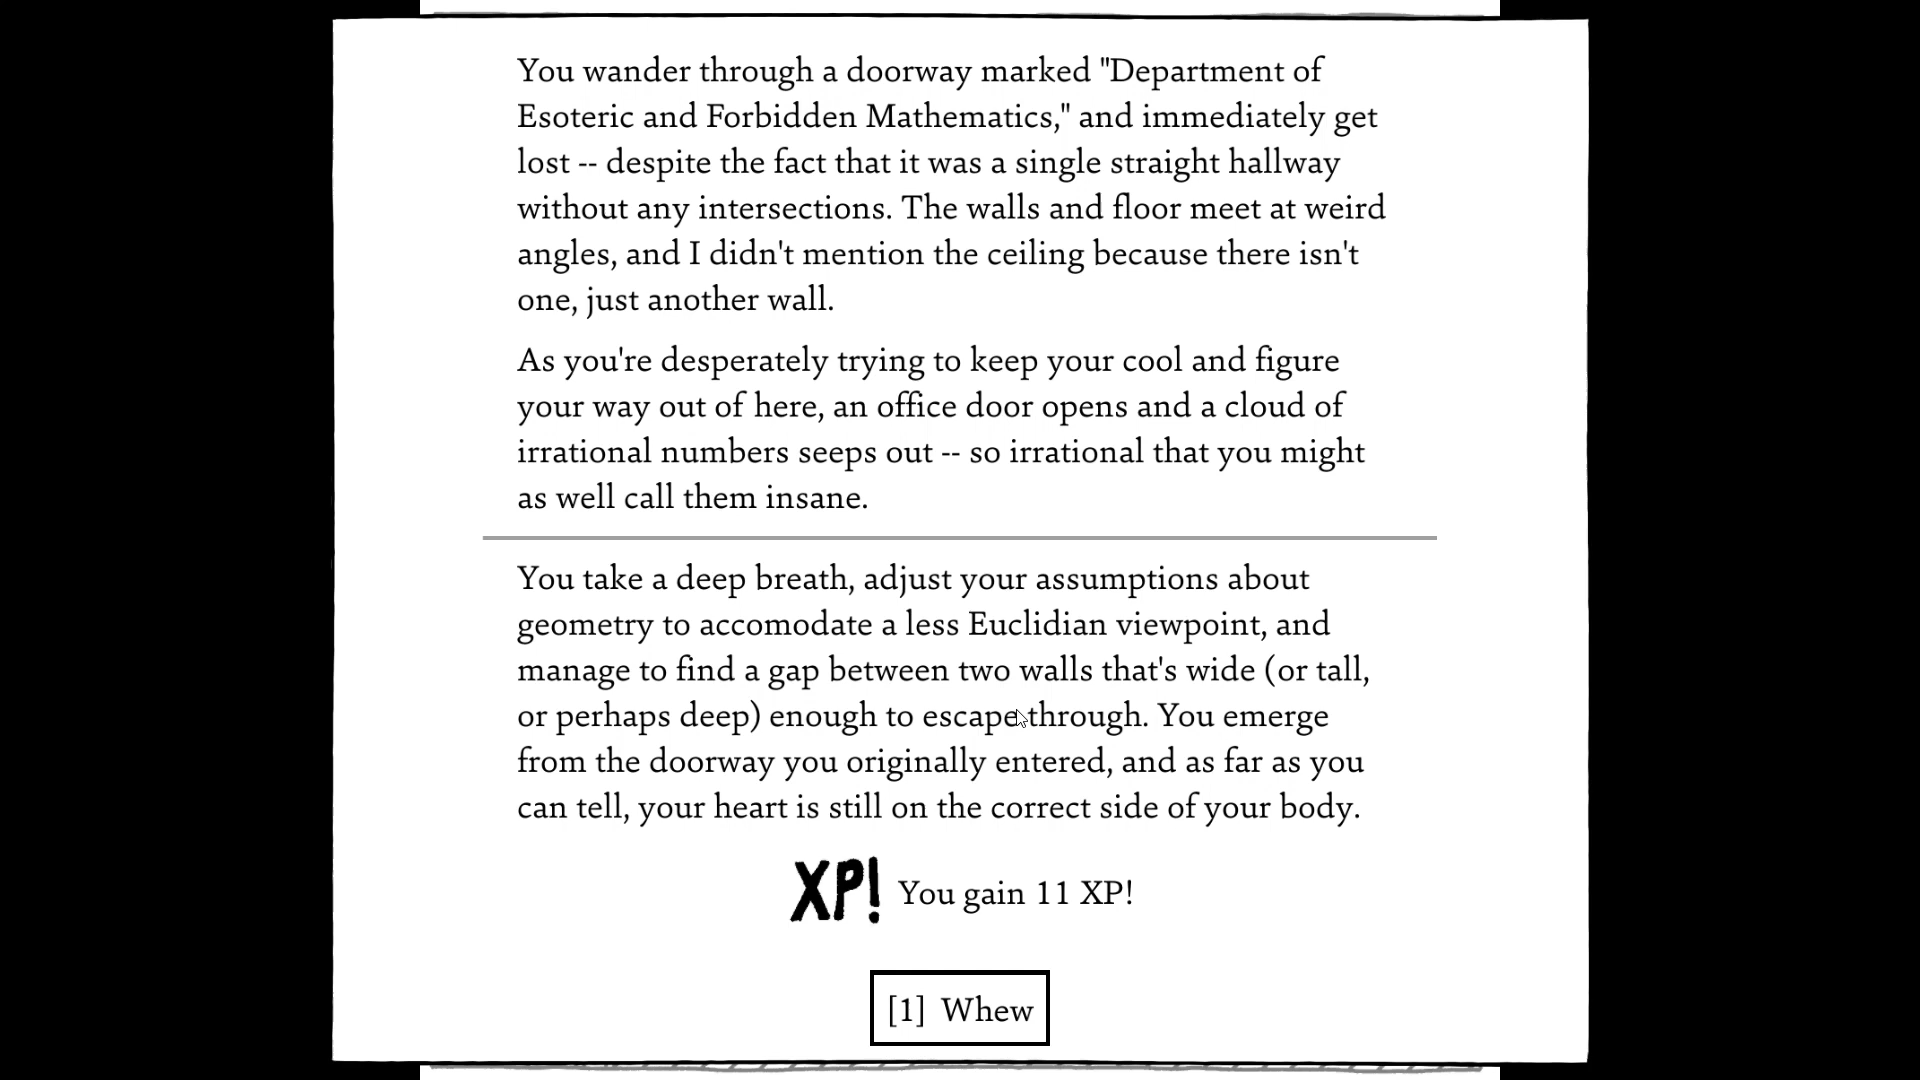 You wander through a doorway marked "Department of
Esoteric and Forbidden Mathematics," and immediately get
lost -- despite the fact that it was a single straight hallway
without any intersections. The walls and floor meet at weird
angles, and I didn't mention the ceiling because there isn't
one, just another wall.
As you're desperately trying to keep your cool and figure
your way out of here, an office door opens and a cloud of
irrational numbers seeps out -- so irrational that you might
as well call them insane.
You take a deep breath, adjust your assumptions about
geometry to accomodate a less Euclidian viewpoint, and
manage to find a gap between two walls that's wide (or tall,
or perhaps deep) enough to escape through. You emerge
from the doorway you originally entered, and as far as you
can tell, your heart is still on the correct side of your body.
XP! You gain 11 XP!
[1] Whew